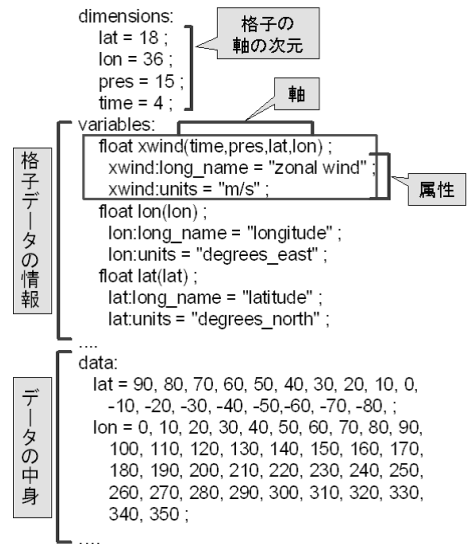 dimensions:
lat = 18 ;
lon = 36 ;
pres = 15 ;
time = 4 ;
格子の
軸の次元
軸
variables:
float xwind(time,pres,lat,lon) ;
xwind:long_name = "zonal wind" ;
xwind:units = "m/s" ;
属性
float lon(lon) ;
lon:long_name = "longitude" ;
lon:units = "degrees_east" ;
float lat(lat) ;
lat:long_name = "latitude" ;
lat:units = "degrees_north" ;
....
格子データの情報
data:
lat = 90, 80, 70, 60, 50, 40, 30, 20, 10, 0,
-10, -20, -30, -40, -50,-60, -70, -80, ;
lon = 0, 10, 20, 30, 40, 50, 60, 70, 80, 90,
100, 110, 120, 130, 140, 150, 160, 170,
180, 190, 200, 210, 220, 230, 240, 250,
260, 270, 280, 290, 300, 310, 320, 330,
340, 350 ;
....
データの中身